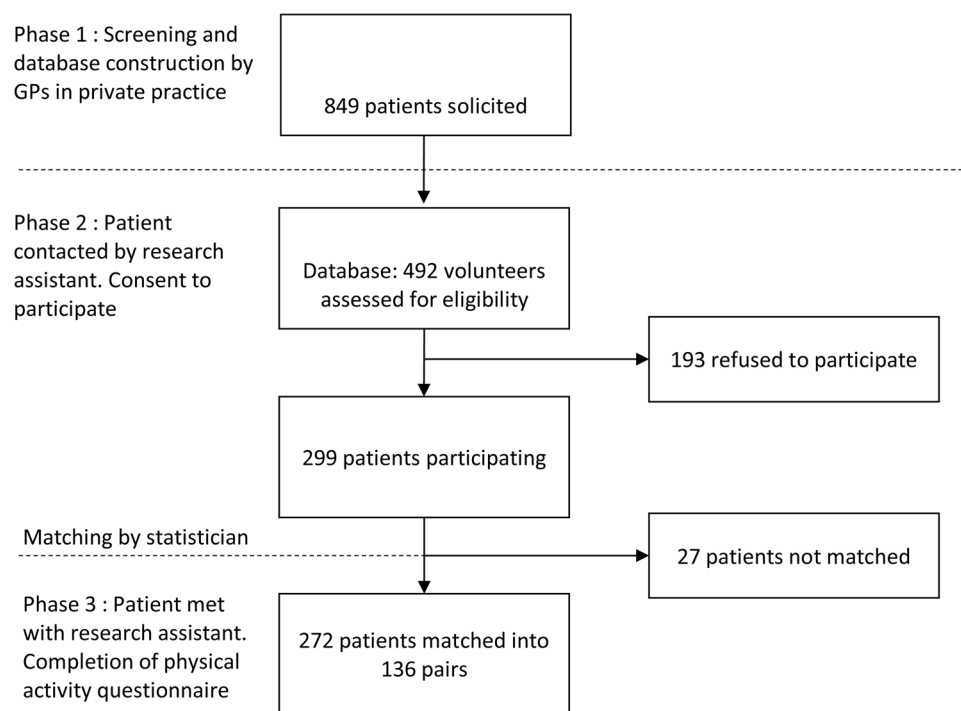 Phase 1 : Screening and
database construction by
GPs in private practice
849 patients solicited
Phase 2 : Patient
contacted by research
assistant. Consent to
participate
Database: 492 volunteers
assessed for eligibility
193 refused to participate
299 patients participating
Matching by statistician
27 patients not matched
Phase 3 : Patient met
with research assistant.
Completion of physical
activity questionnaire
272 patients matched into
136 pairs